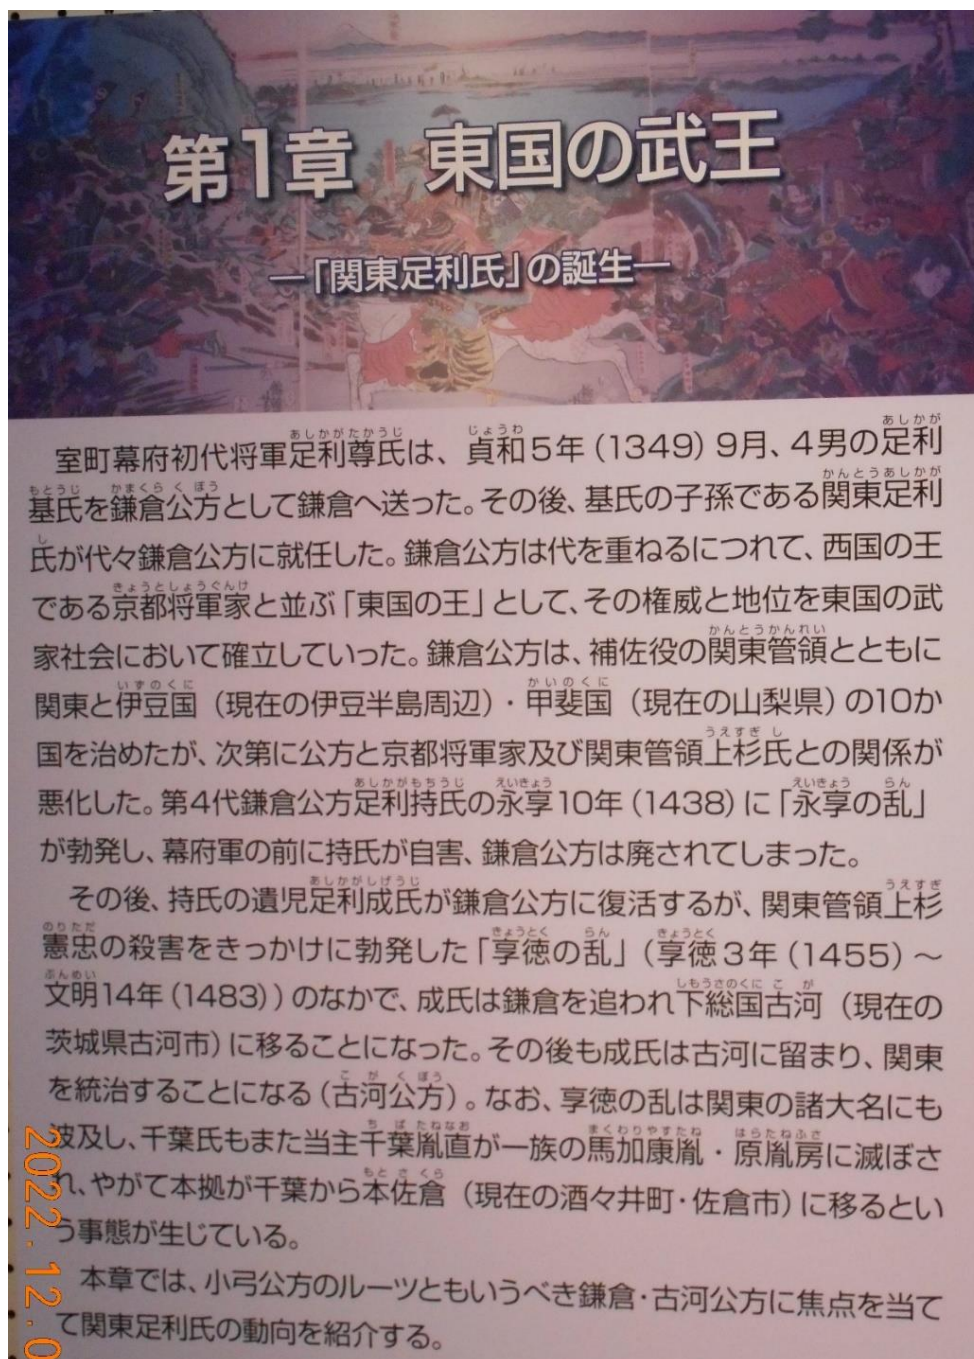 第1章 東国の武王
―「関東足利氏」の誕生―
室町幕府初代将軍足利尊氏は、貞和5年(1349)9月、4男の足利
基氏を鎌倉公方として鎌倉へ送った。その後、基氏の子孫である関東足利
氏が代々鎌倉公方に就任した。鎌倉公方は代を重ねるにつれて、西国の王
である京都将軍家と並ぶ「東国の王」として、その権威と地位を東国の武
家社会において確立していった。鎌倉公方は、補佐役の関東管領とともに
関東と伊豆国(現在の伊豆半島周辺)・甲斐国(現在の山梨県)の10か
国を治めたが、次第に公方と京都将軍家及び関東管領上杉氏との関係が
悪化した。第4代鎌倉公方足利持氏の永享10年(1438)に「永享の乱」
が勃発し、幕府軍の前に持氏が自害、鎌倉公方は廃されてしまった。
その後、持氏の遺児足利成氏が鎌倉公方に復活するが、関東管領上杉
憲忠の殺害をきっかけに勃発した「享徳の乱」(享徳3年(1455)~
文明14年(1483))のなかで、成氏は鎌倉を追われ下総国古河(現在の
茨城県古河市)に移ることになった。その後も成氏は古河に留まり、関東
を統治することになる(古河公方)。なお、享徳の乱は関東の諸大名にも
波及し、千葉氏もまた当主千葉胤直が一族の馬加康胤・原胤房に滅ぼさ
れ、やがて本拠が千葉から本佐倉(現在の酒々井町・佐倉市)に移るとい
う事態が生じている。
本章では、小弓公方のルーツともいうべき鎌倉・古河公方に焦点を当て
て関東足利氏の動向を紹介する。
2022.12.0